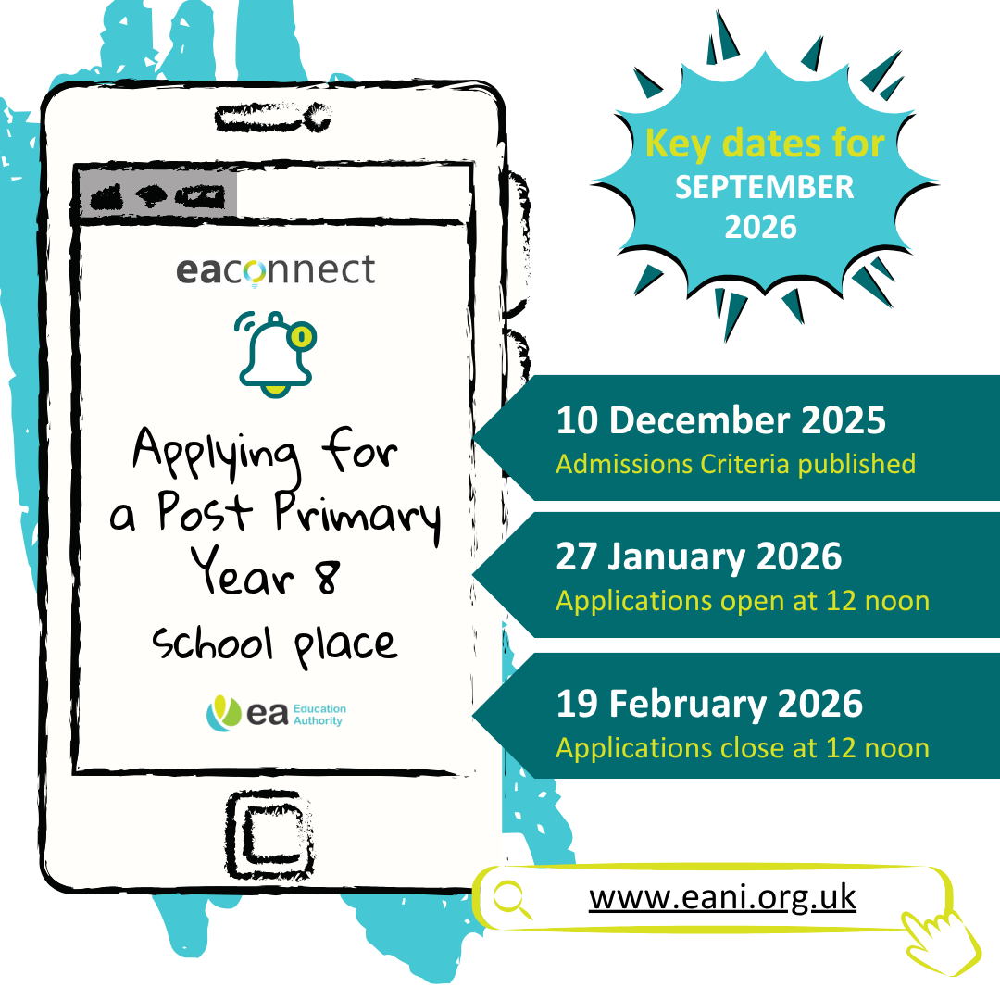 eaconnect
Applying for
a Post Primary
Year 8
school place
ea Education
Authority
Key dates for
SEPTEMBER
2026
10 December 2025
Admissions Criteria published
27 January 2026
Applications open at 12 noon
19 February 2026
Applications close at 12 noon
www.eani.org.uk